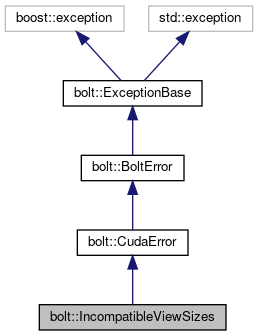 boost::exception
std::exception
bolt::ExceptionBase
bolt::BoltError
bolt::CudaError
bolt::IncompatibleViewSizes